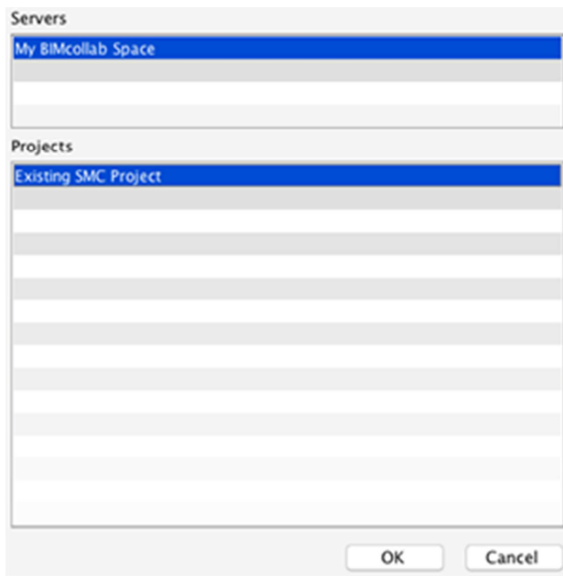 Servers
My BIMcollab Space
Projects
Existing SMC Project
OK
Cancel